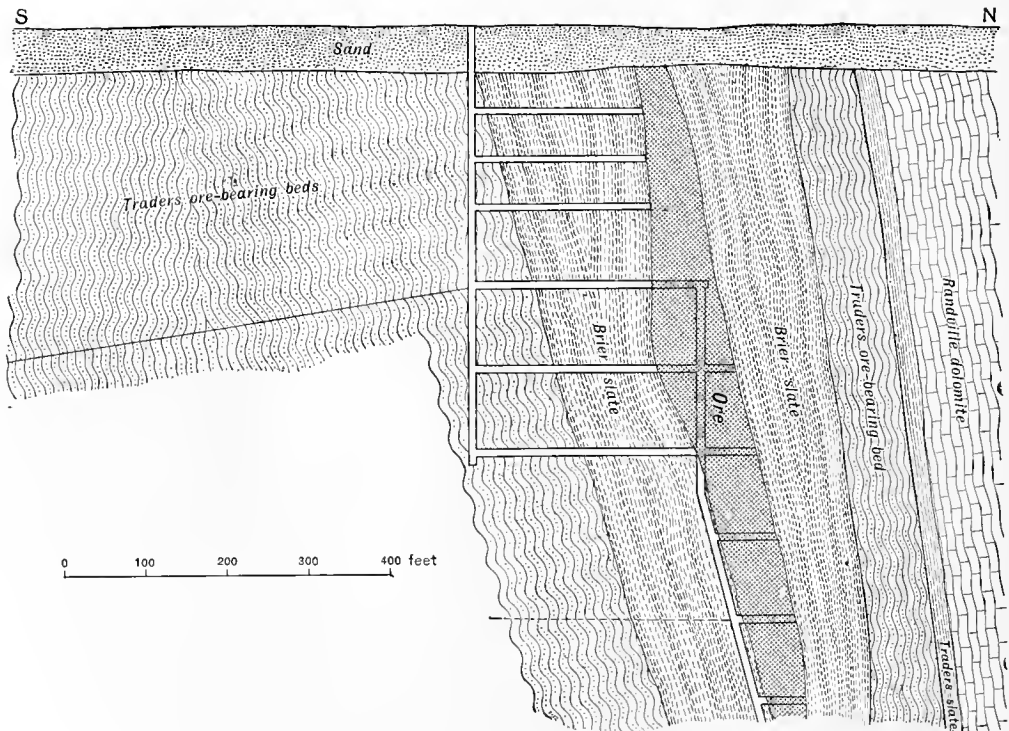 S
N
Sand
Traders ore-bearing beds
Brier slate
Ore
Brier slate
Traders ore-bearing bed
Randville dolomite
Traders slate
0 100 200 300 400 feet